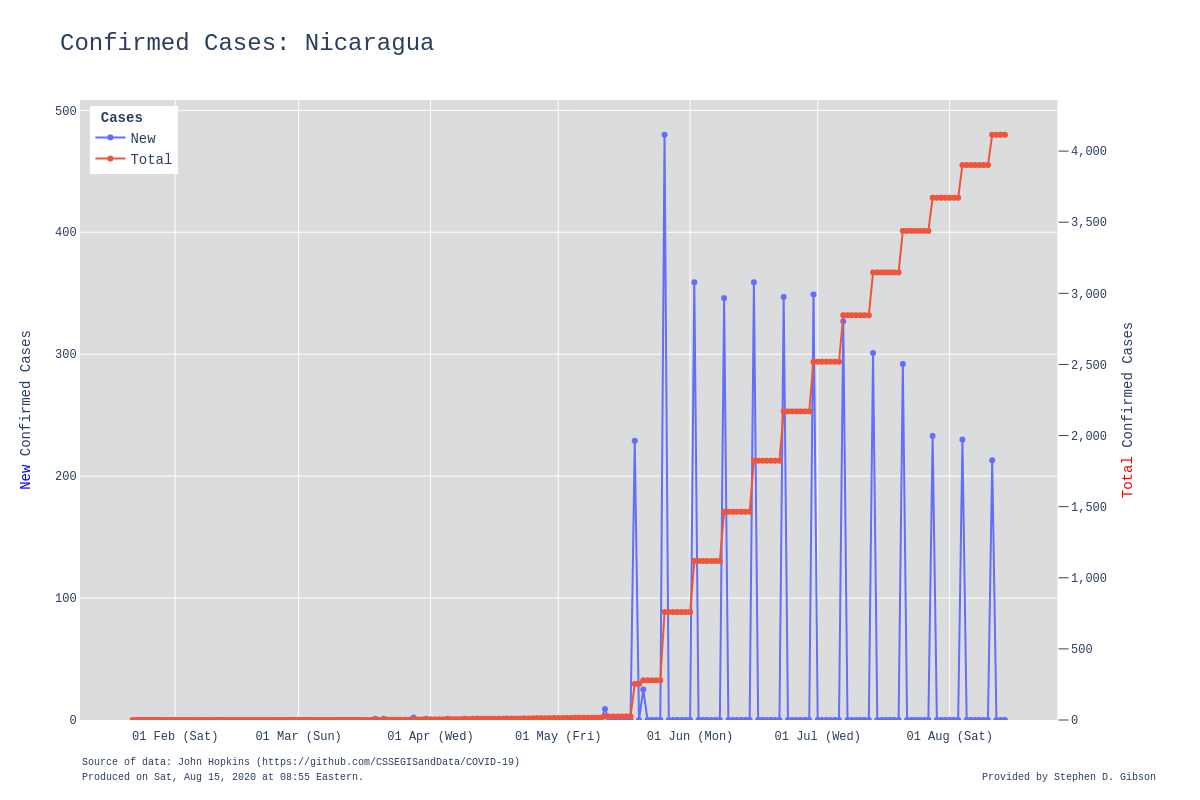 Confirmed Cases: Nicaragua
Cases
New
Total
500
400
300
200
100
0
New Confirmed Cases
4,000
3,500
3,000
2,500
2,000
1,500
1,000
500
0
Total Confirmed Cases
01 Feb (Sat)
01 Mar (Sun)
01 Apr (Wed)
01 May (Fri)
01 Jun (Mon)
01 Jul (Wed)
01 Aug (Sat)
Source of data: John Hopkins (https://github.com/CSSEGISandData/COVID-19)
Produced on Sat, Aug 15, 2020 at 08:55 Eastern.
Provided by Stephen D. Gibson